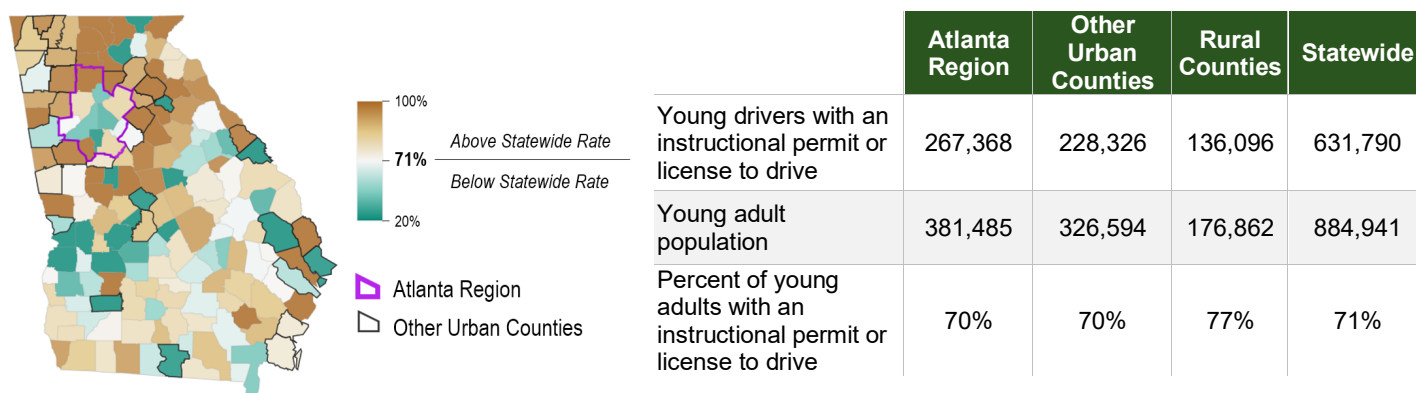 100%
Above Statewide Rate
71%
Below Statewide Rate
20%
Atlanta Region
Other Urban Counties
Atlanta
Region
Other
Urban
Counties
Rural
Counties
Statewide
Young drivers with an
instructional permit or
license to drive
267,368
228,326
136,096
631,790
Young adult
population
381,485
326,594
176,862
884,941
Percent of young
adults with an
instructional permit or
license to drive
70%
70%
77%
71%